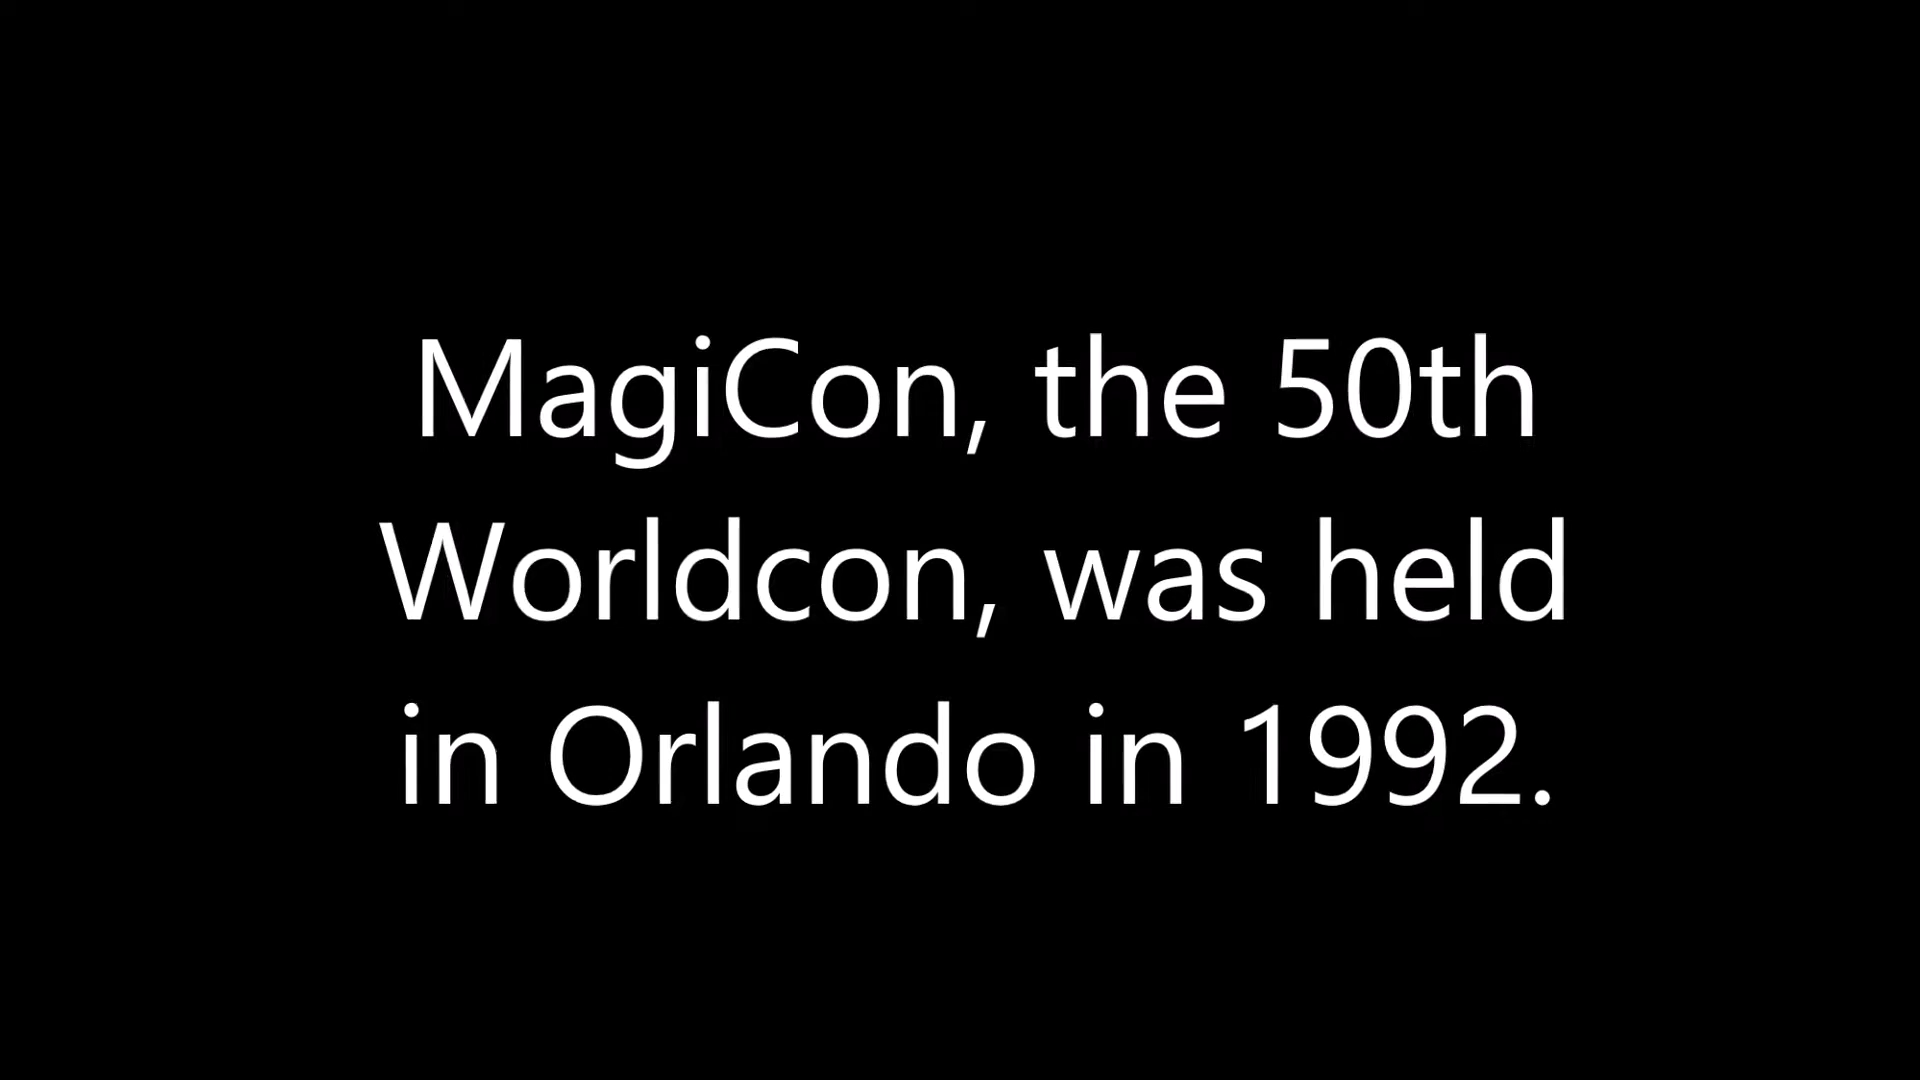 MagiCon, the 50th
Worldcon, was held
in Orlando in 1992.